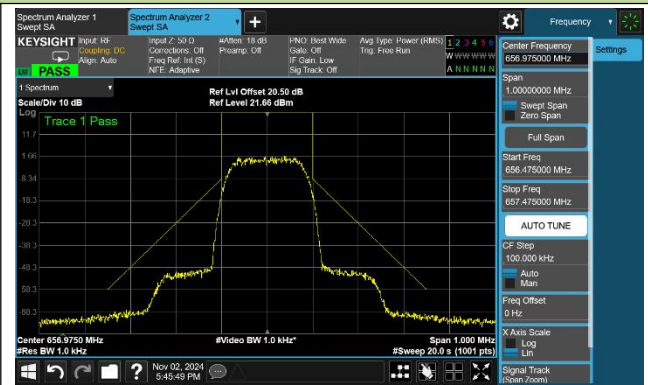 Spectrum Analyzer 1
Swept SA
Spectrum Analyzer 2
Swept SA
+
Frequency
KEYSIGHT
Input: RF
Coupling: DC
Align: Auto
Input Z: 50 Ω
Corrections: Off
Freq Ref: Int (S)
NFE: Adaptive
#Atten: 18 dB
Preamp: Off
PNO: Best Wide
Gate: Off
IF Gain: Low
Sig Track: Off
Avg Type: Power (RMS)
Trig: Free Run
1 2 3 4 5 6
W W W W W W
A N N N N N
PASS
1 Spectrum
Scale/Div 10 dB
Ref Lvl Offset 20.50 dB
Ref Level 21.66 dBm
Log
Trace 1 Pass
11.7
1.66
-8.34
-18.3
-28.3
-38.3
-48.3
-58.3
-68.3
Center 656.9750 MHz
#Res BW 1.0 kHz
#Video BW 1.0 kHz*
Span 1.000 MHz
#Sweep 20.0 s (1001 pts)
Nov 02, 2024
5:45:49 PM
Center Frequency
656.975000 MHz
Settings
Span
1.00000000 MHz
Swept Span
Zero Span
Full Span
Start Freq
656.475000 MHz
Stop Freq
657.475000 MHz
AUTO TUNE
CF Step
100.000 kHz
Auto
Man
Freq Offset
0 Hz
X Axis Scale
Log
Lin
Signal Track
(Span Zoom)